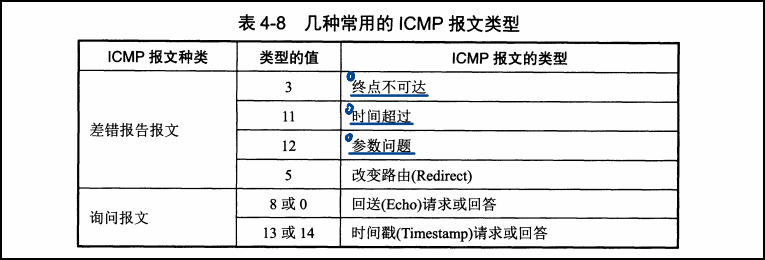 表 4-8 几种常用的 ICMP 报文类型
ICMP 报文种类 类型的值 ICMP 报文的类型
差错报告报文 3 终点不可达
11 时间超过
12 参数问题
5 改变路由(Redirect)
询问报文 8 或 0 回送(Echo)请求或回答
13 或 14 时间戳(Timestamp)请求或回答